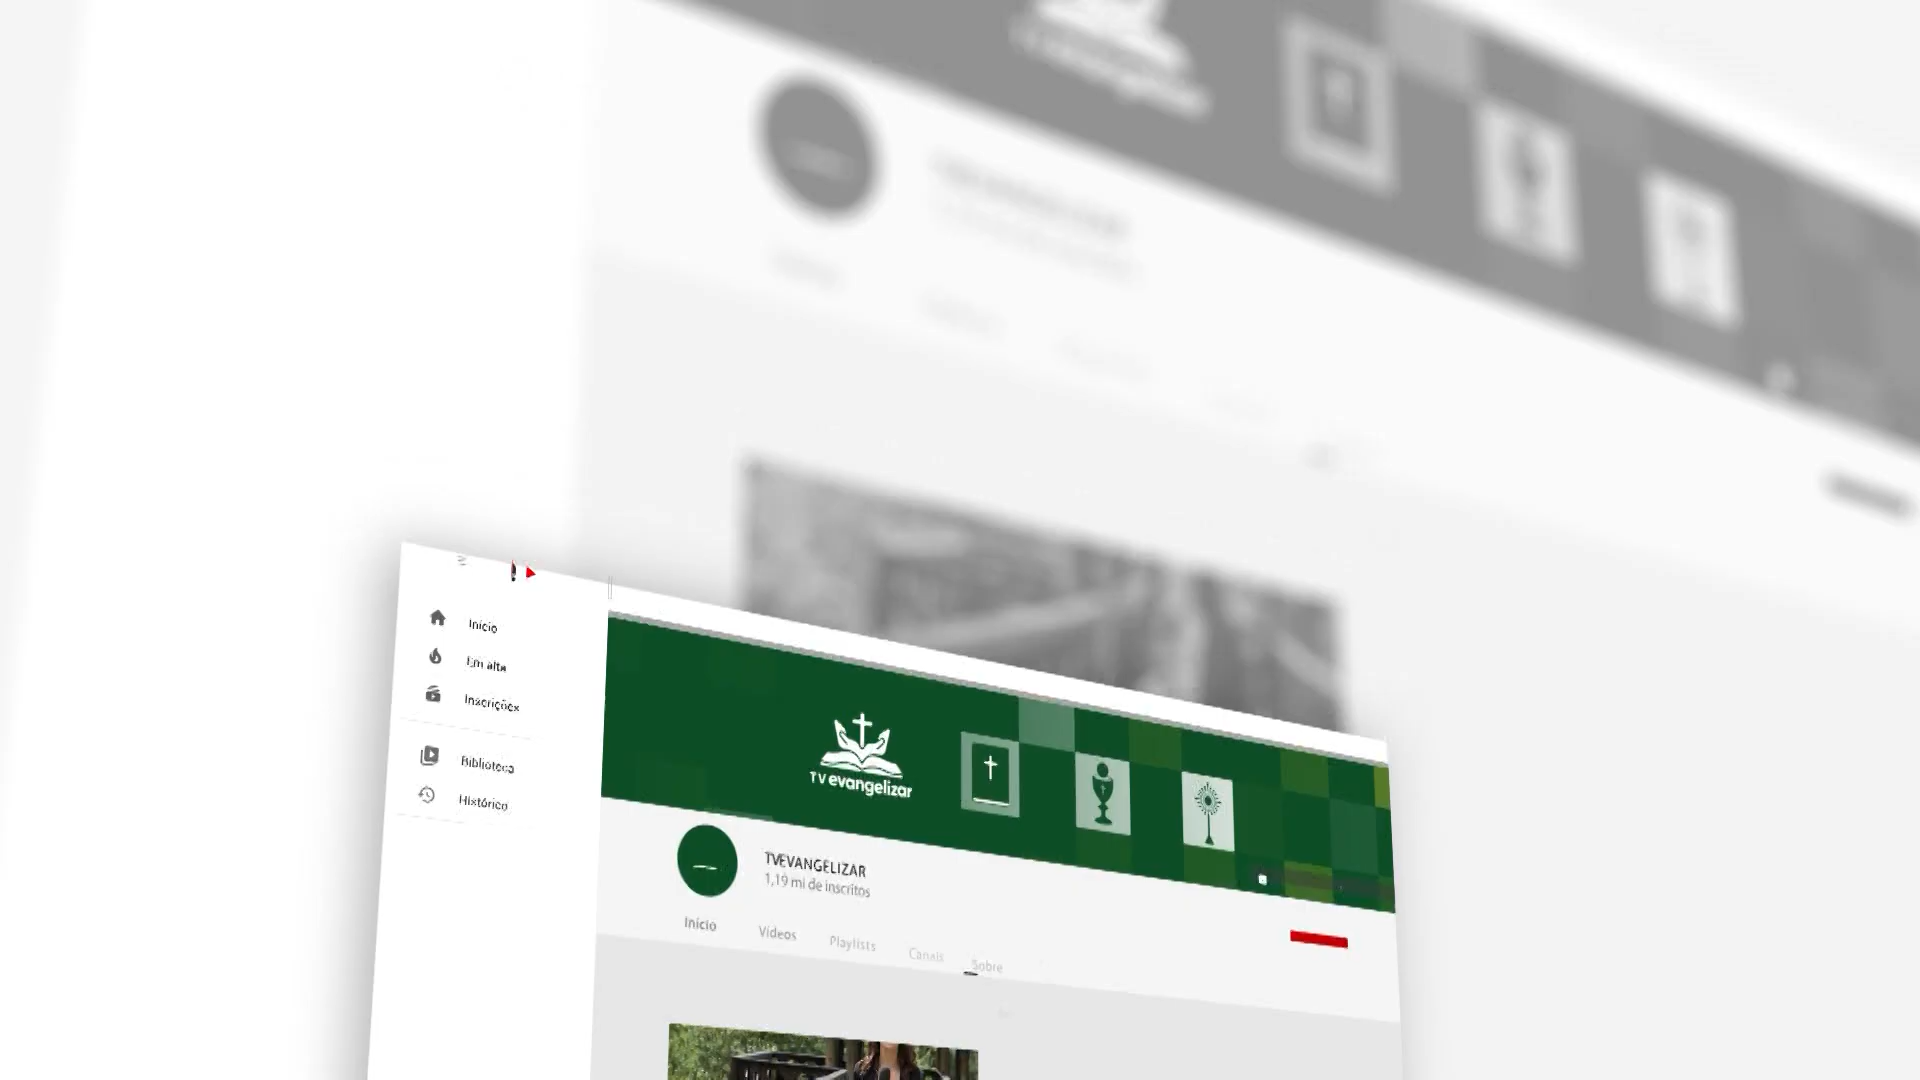 Início
Em alta
Inscrições
Biblioteca
Histórico
TV evangelizar
TVEVANGELIZAR
1,19 mi de inscritos
Início
Vídeos
Playlists
Canais
Sobre